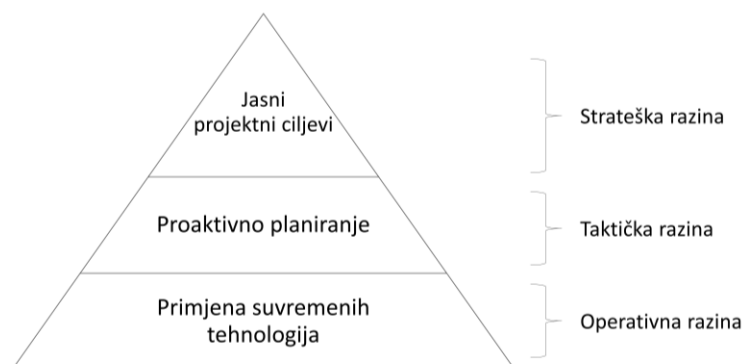 Jasni
projektni ciljevi
Strateška razina
Proaktivno planiranje
Taktička razina
Primjena suvremenih
tehnologija
Operativna razina